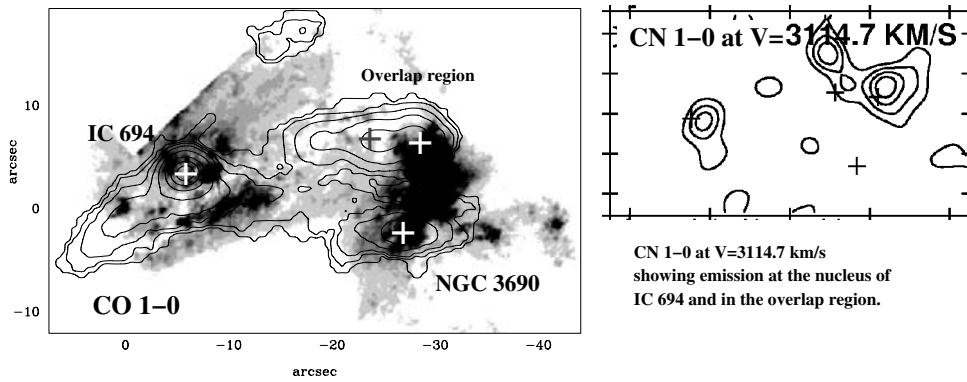 Overlap region
IC 694
NGC 3690
CO 1−0
10
0
−10
arcsec
0
−10
−20
−30
−40
arcsec
CN 1−0 at V=3114.7 KM/S
CN 1−0 at V=3114.7 km/s
showing emission at the nucleus of
IC 694 and in the overlap region.